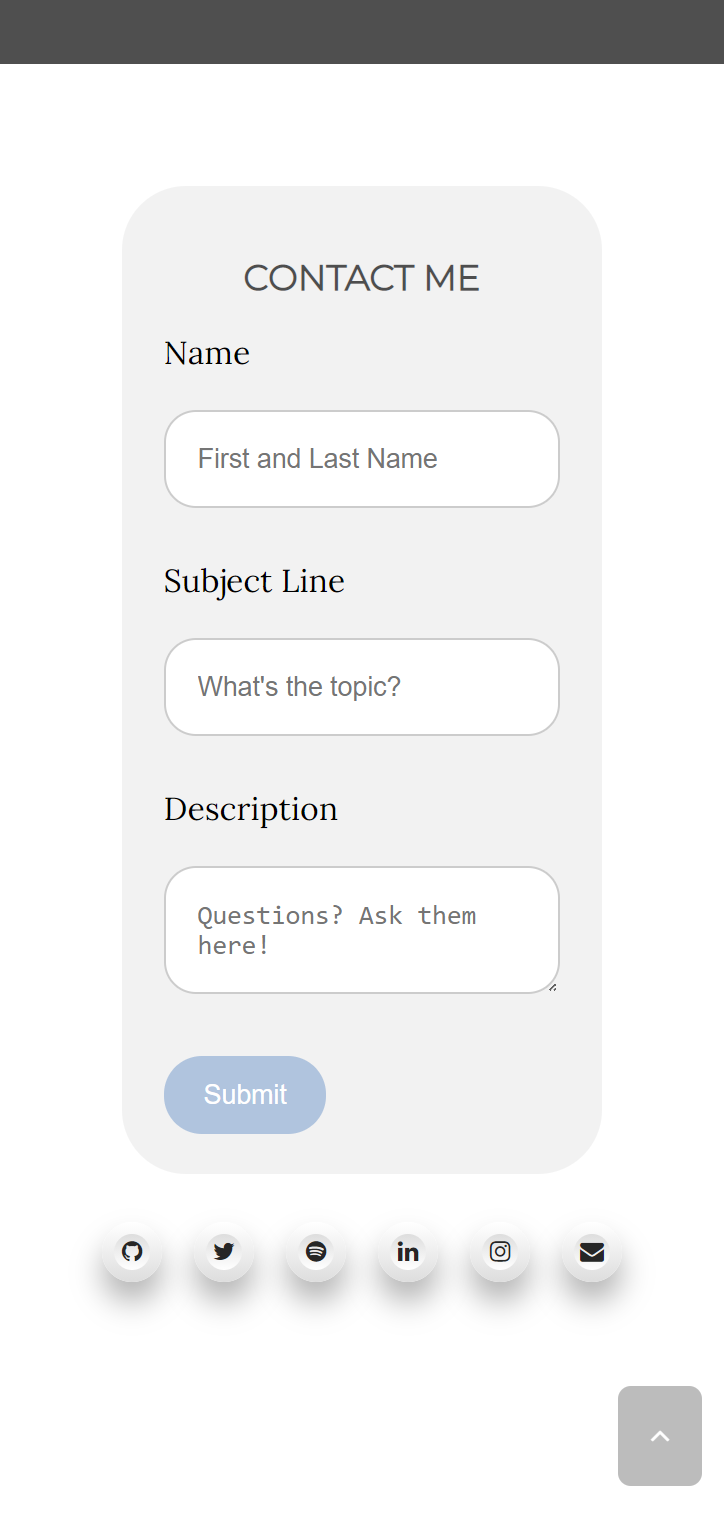 CONTACT ME
Name
First and Last Name
Subject Line
What's the topic?
Description
Questions? Ask them
here!
Submit